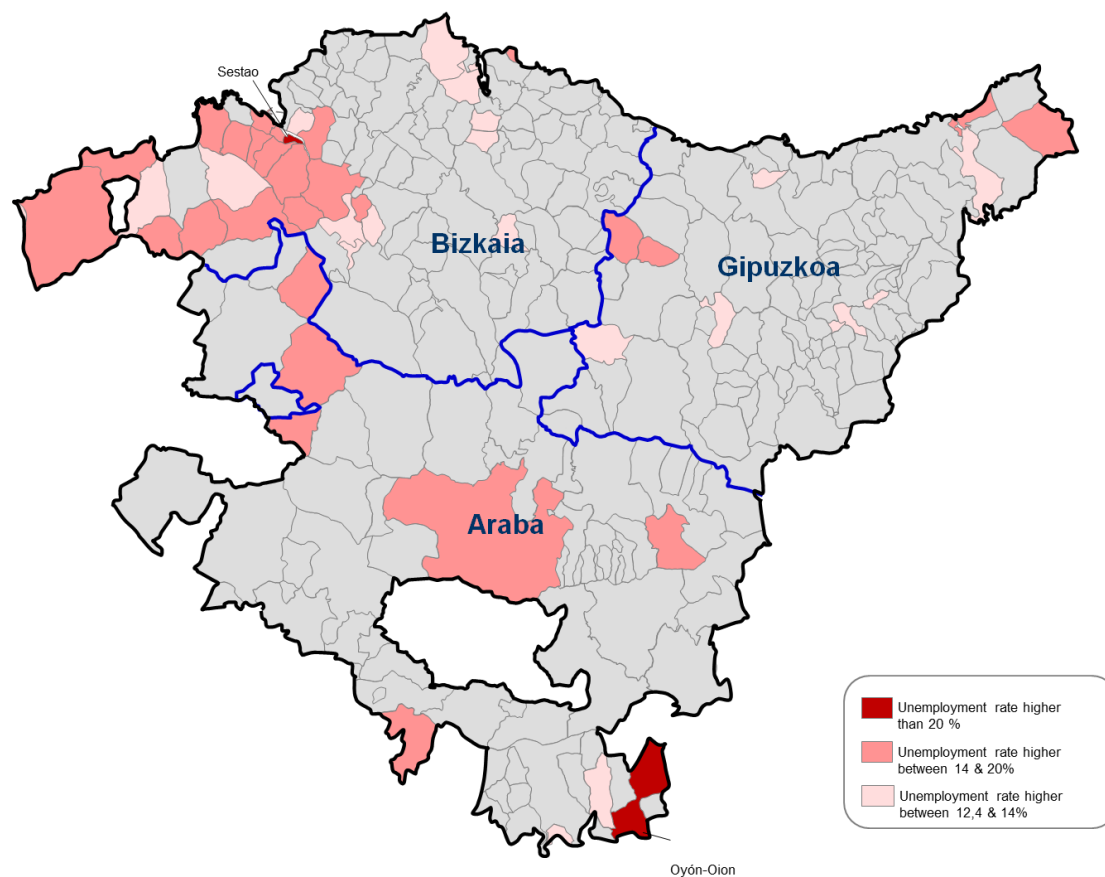 Sestao
Bizkaia
Gipuzkoa
Araba
Unemployment rate higher
than 20 %
Unemployment rate higher
between 14 & 20%
Unemployment rate higher
between 12,4 & 14%
Oyón-Oion